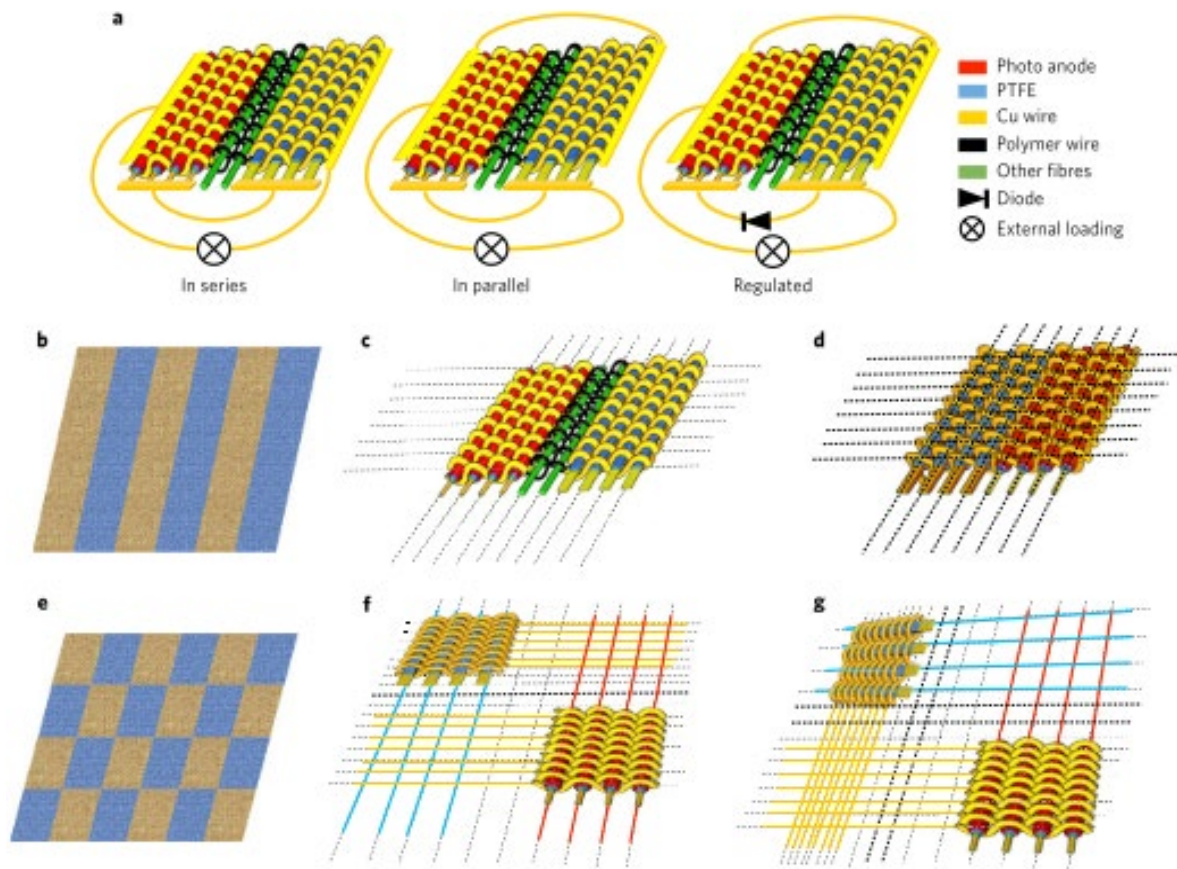 a
Photo anode
PTFE
Cu wire
Polymer wire
Other fibres
Diode
External loading
In series
In parallel
Regulated
b
c
d
e
f
g